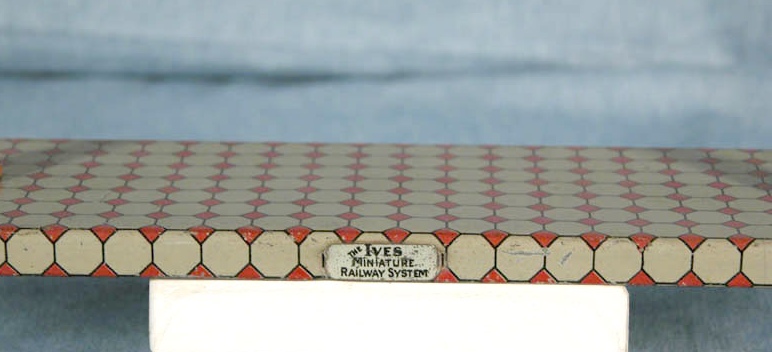 THE IVES
MINIATURE
RAILWAY SYSTEM